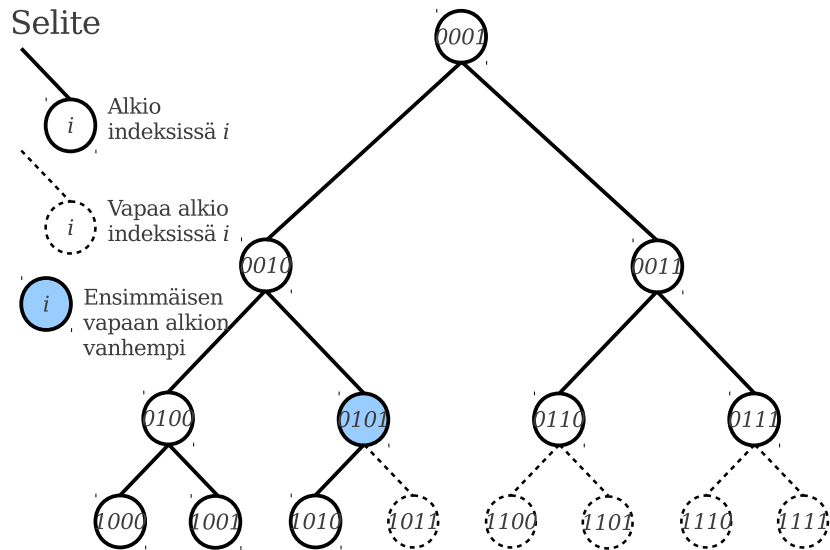 Selite
i
Alkio
indeksissä i
i
Vapaa alkio
indeksissä i
i
Ensimmäisen
vapaan alkion
vanhempi
0001
0010
0011
0100
0101
0110
0111
1000
1001
1010
1011
1100
1101
1110
1111